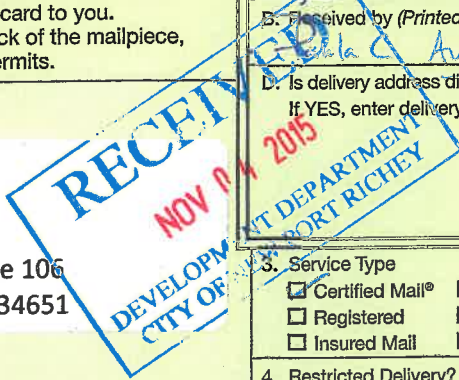 card to you.
ck of the mailpiece,
ermits.
B. Received by (Printed
D. Is delivery address di
If YES, enter delivery
RECEIVED
NOV 04 2015
DEVELOPMENT DEPARTMENT
CITY OF NEW PORT RICHEY
e 106
34651
3. Service Type
Certified Mail®
Registered
Insured Mail
4. Restricted Delivery?